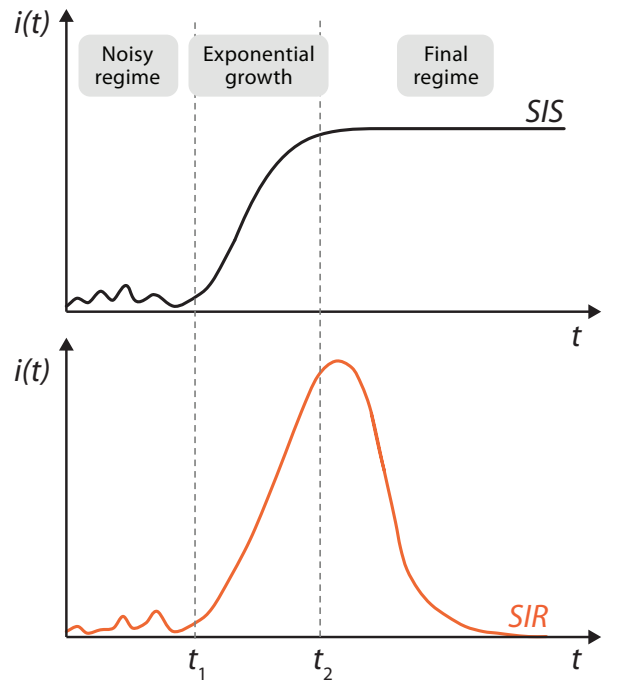 i(t)
Noisy
regime
Exponential
growth
Final
regime
SIS
t
i(t)
SIR
t₁
t₂
t